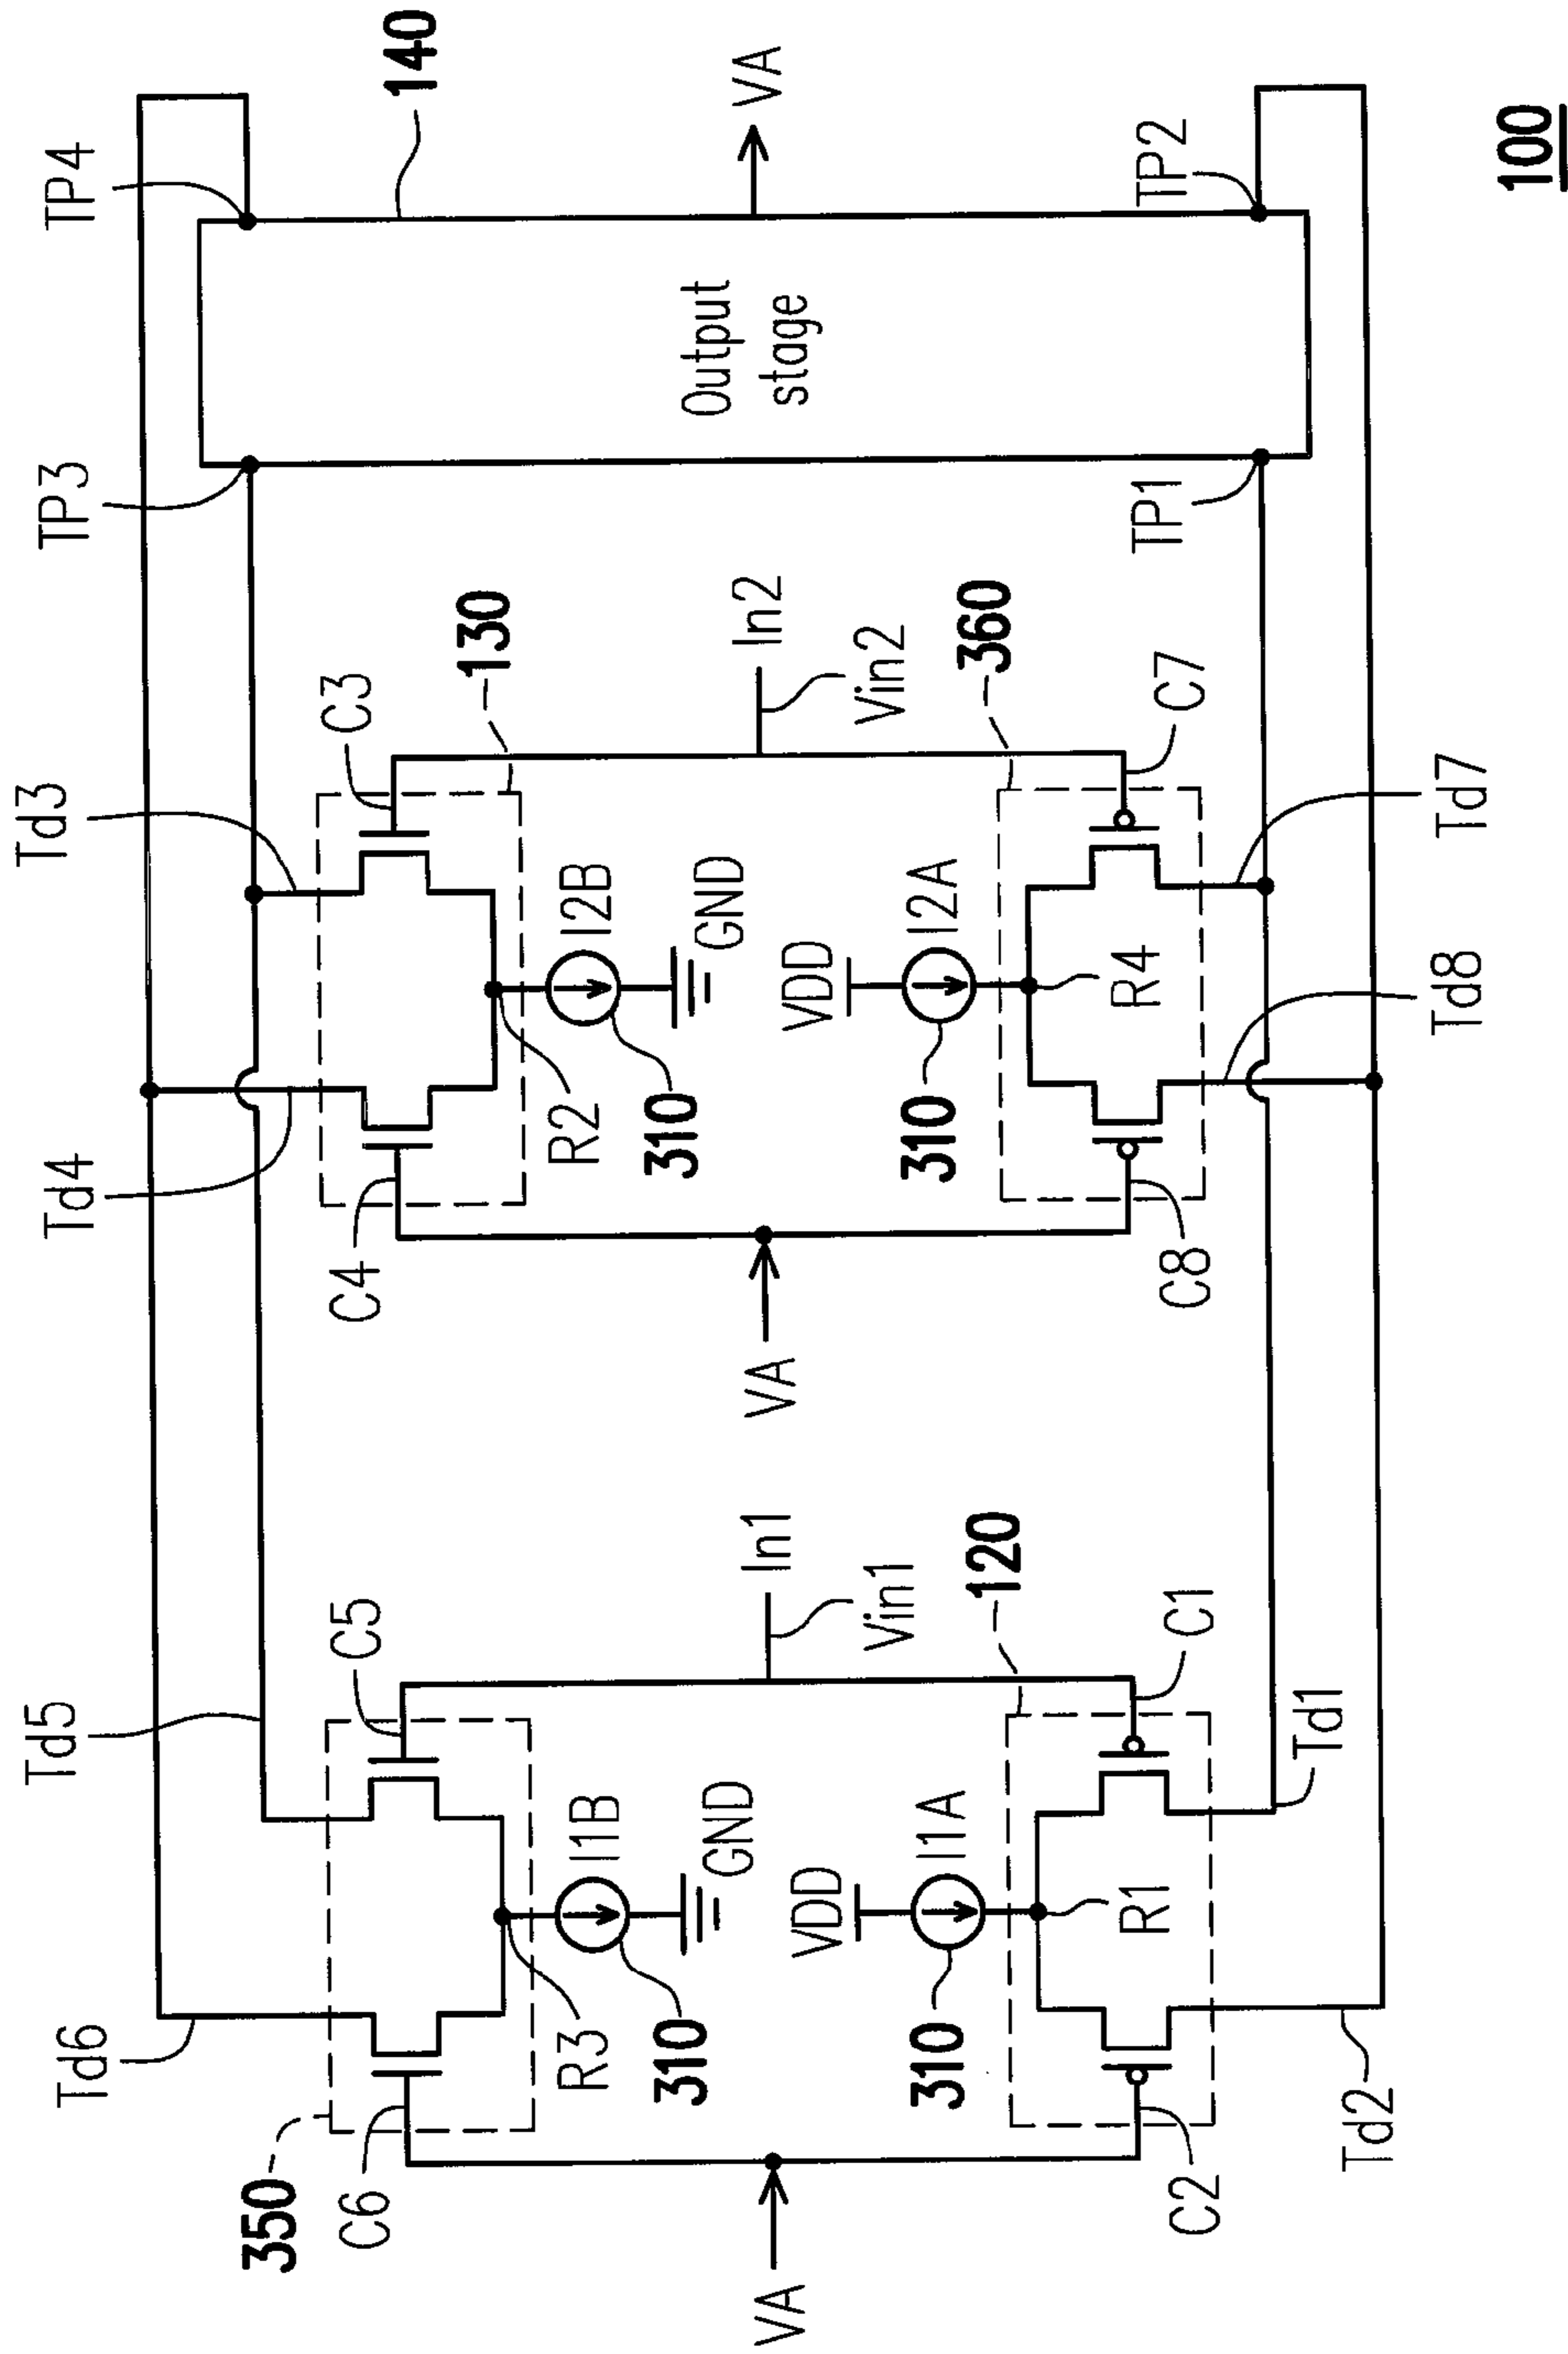 Td6
Td5
Td4
Td3
TP3
TP4
350
C6
C5
C4
C3
130
140
R3
I1B
R2
I2B
310
310
GND
GND
VA
In1
VA
In2
Output
stage
VA
Vin1
Vin2
VDD
VDD
310
I1A
120
310
I2A
360
R1
R4
C2
C1
C8
C7
TP1
TP2
Td2
Td1
Td8
Td7
100